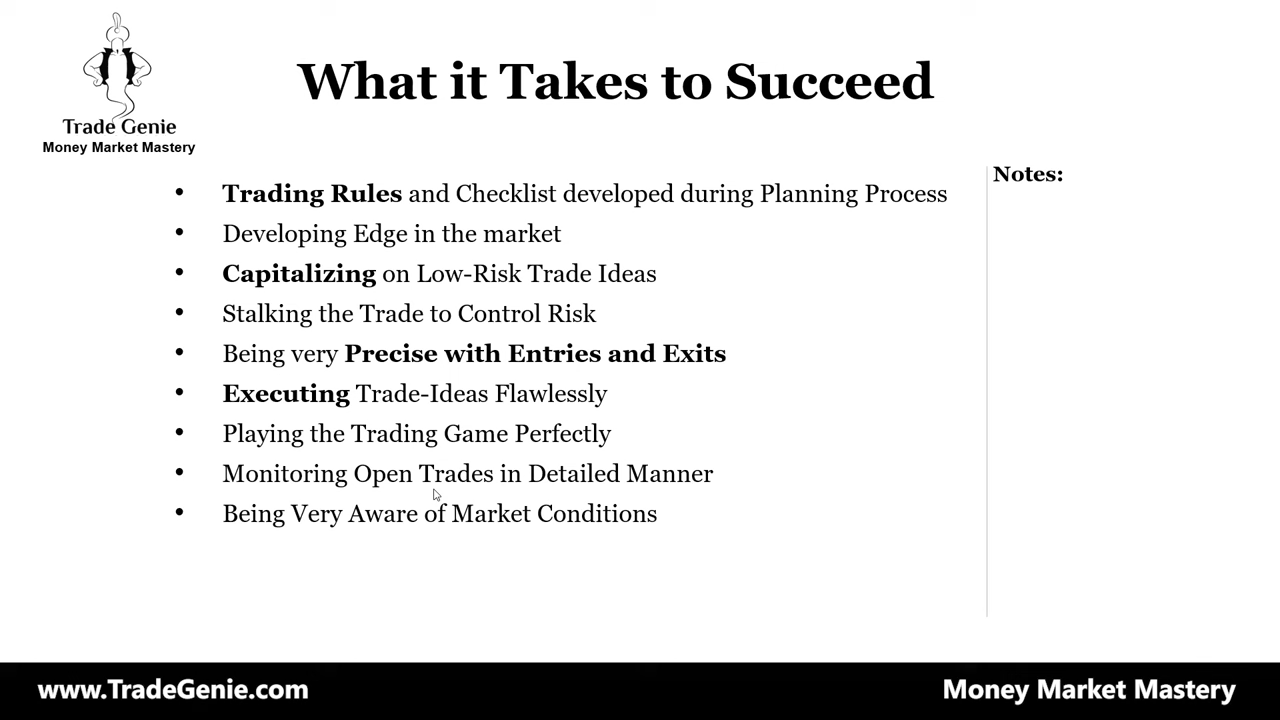 Trade Genie
Money Market Mastery
What it Takes to Succeed
• Trading Rules and Checklist developed during Planning Process
• Developing Edge in the market
• Capitalizing on Low-Risk Trade Ideas
• Stalking the Trade to Control Risk
• Being very Precise with Entries and Exits
• Executing Trade-Ideas Flawlessly
• Playing the Trading Game Perfectly
• Monitoring Open Trades in Detailed Manner
• Being Very Aware of Market Conditions
Notes:
www.TradeGenie.com
Money Market Mastery